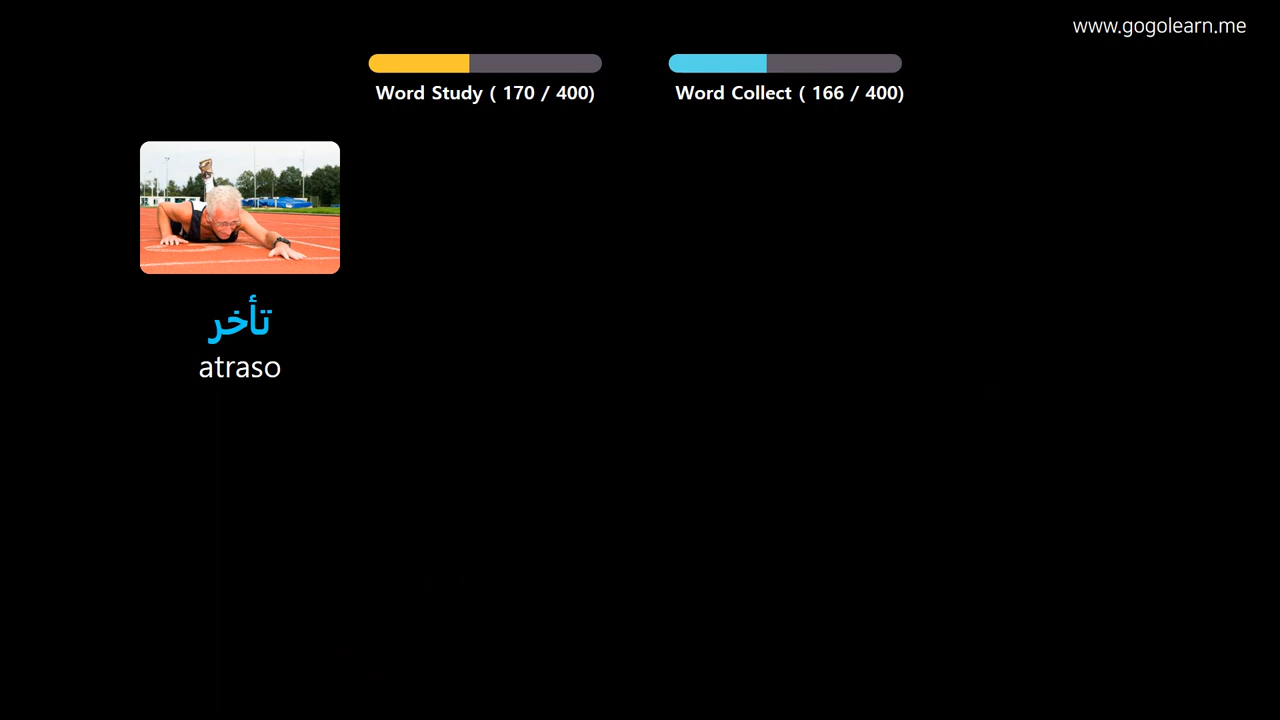 www.gogolearn.me
Word Study ( 170 / 400)
Word Collect ( 166 / 400)
تأخر
atraso